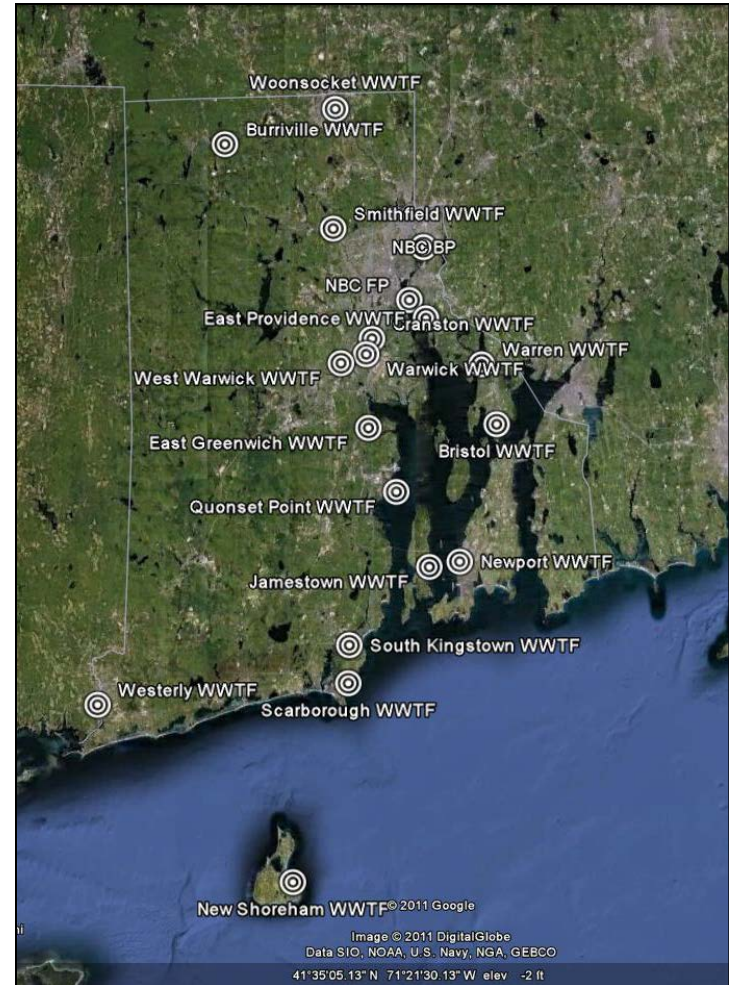 Woonsocket WWTF
Burriville WWTF
Smithfield WWTF
NBC BP
NBC FP
East Providence WWTF
Cranston WWTF
Warren WWTF
Warwick WWTF
West Warwick WWTF
East Greenwich WWTF
Bristol WWTF
Quonset Point WWTF
Newport WWTF
Jamestown WWTF
South Kingstown WWTF
Westerly WWTF
Scarborough WWTF
New Shoreham WWTF
© 2011 Google
Image © 2011 DigitalGlobe
Data SIO, NOAA, U.S. Navy, NGA, GEBCO
41°35'05.13" N 71°21'30.13" W elev -2 ft